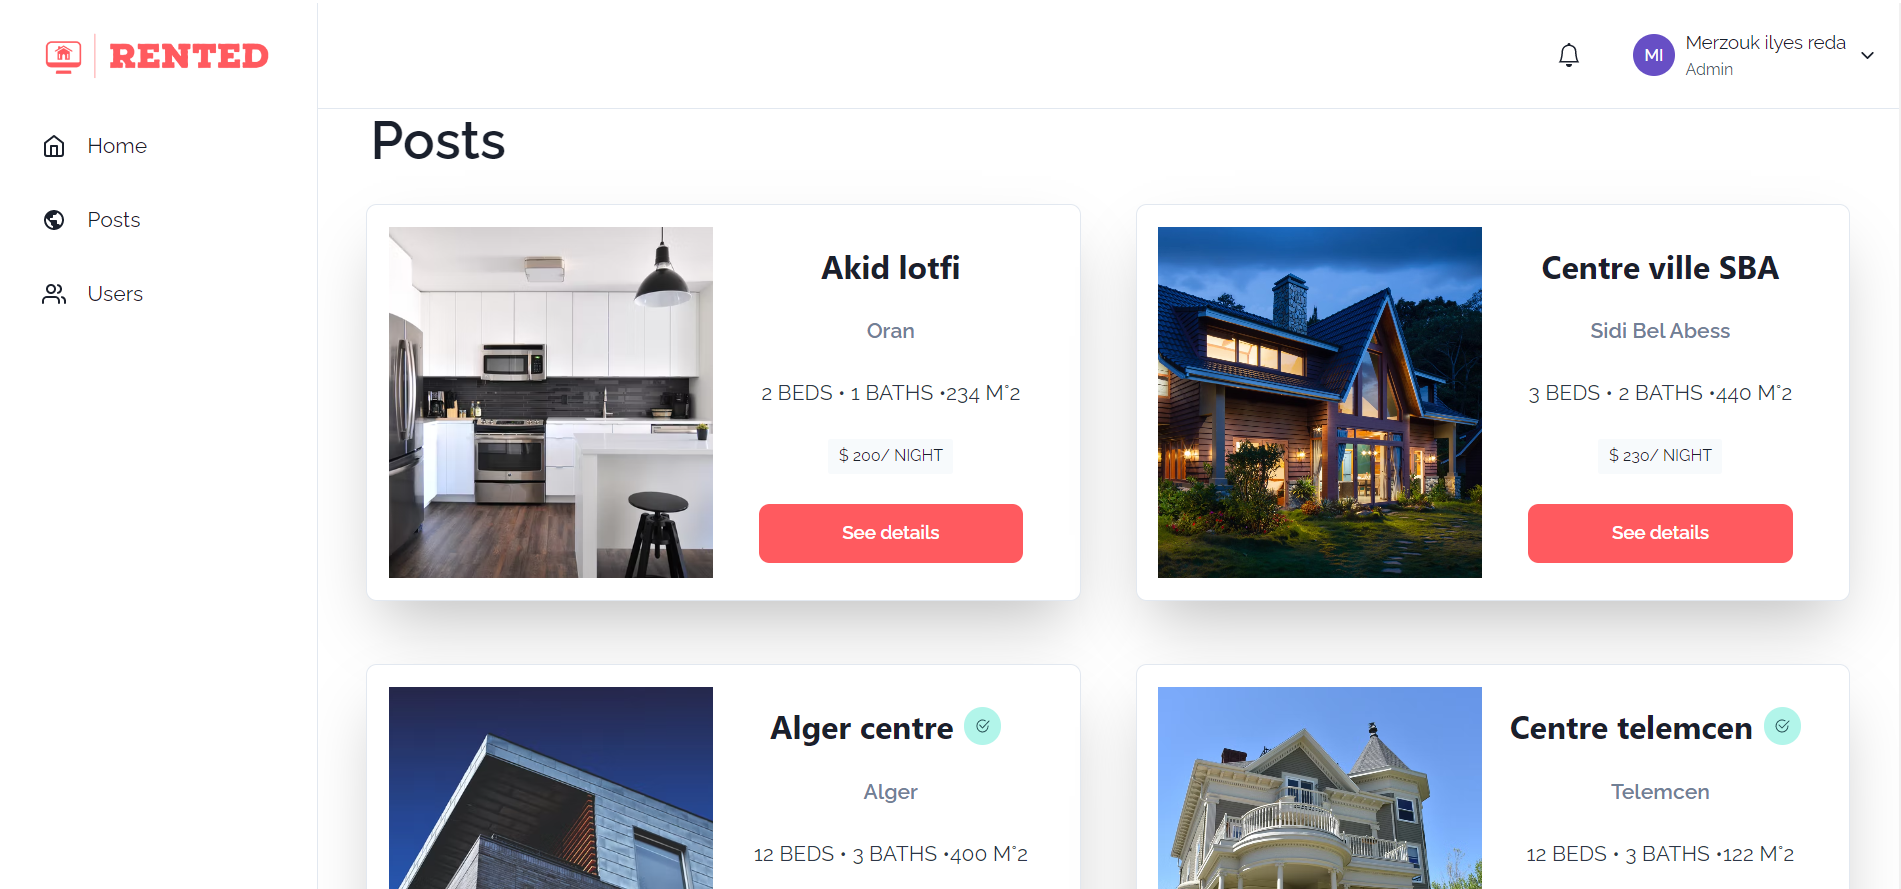 RENTED
Merzouk ilyes reda
MI
Admin
Home
Posts
Users
Posts
Akid lotfi
Oran
2 BEDS • 1 BATHS •234 M°2
$ 200/ NIGHT
See details
Centre ville SBA
Sidi Bel Abess
3 BEDS • 2 BATHS •440 M°2
$ 230/ NIGHT
See details
Alger centre
Alger
12 BEDS • 3 BATHS •400 M°2
Centre telemcen
Telemcen
12 BEDS • 3 BATHS •122 M°2